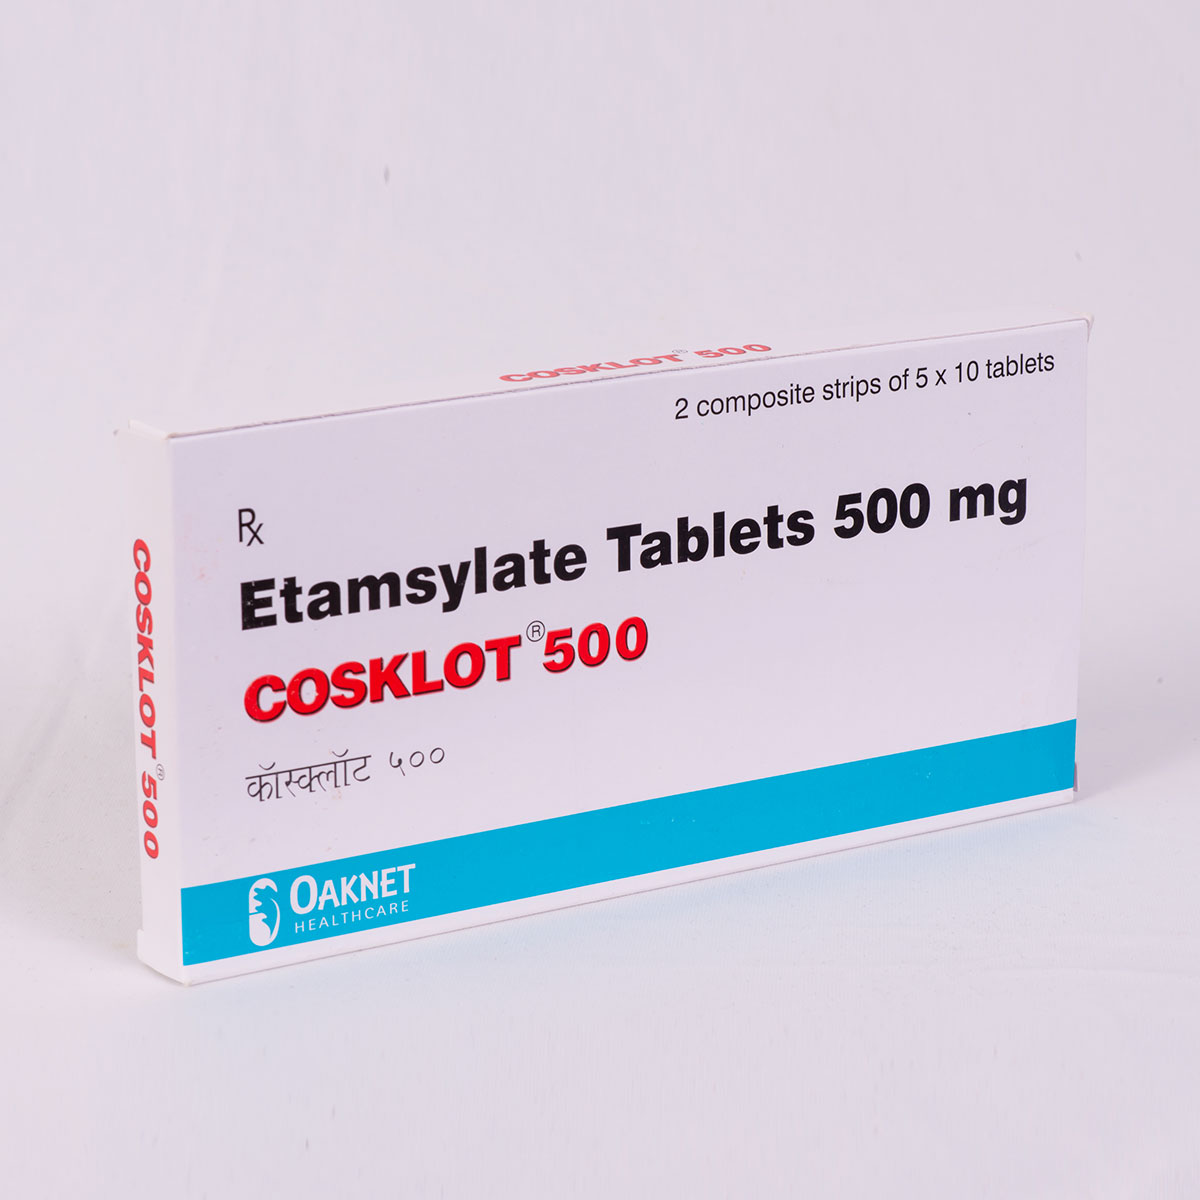 COSKLOT® 500
2 composite strips of 5 x 10 tablets
Rx
Etamsylate Tablets 500 mg
COSKLOT® 500
कॉस्क्लॉट ५००
OAKNET
HEALTHCARE
COSKLOT® 500